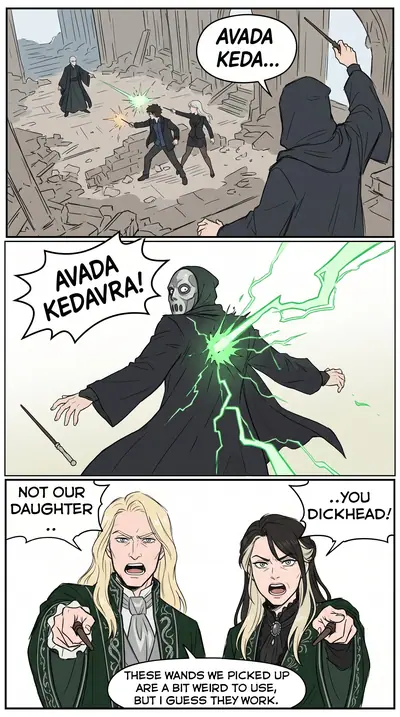 AVADA
KEDA...
AVADA
KEDAVRA!
NOT OUR
DAUGHTER
..
..YOU
DICKHEAD!
THESE WANDS WE PICKED UP
ARE A BIT WEIRD TO USE,
BUT I GUESS THEY WORK.